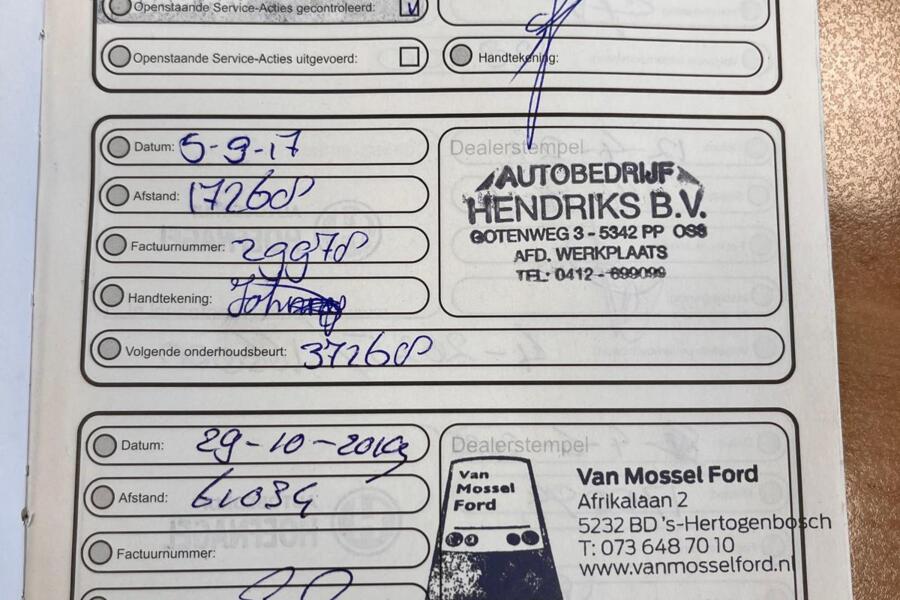 Openstaande Service-Acties gecontroleerd:
Openstaande Service-Acties uitgevoerd:
Handtekening:
Datum: 5-9-17
Afstand: 17268
Factuurnummer: 29978
Handtekening:
Volgende onderhoudsbeurt: 37268
Dealerstempel
AUTOBEDRIJF
HENDRIKS B.V.
GOTENWEG 3 - 5342 PP OSS
AFD. WERKPLAATS
TEL: 0412 - 699099
Datum: 29-10-2019
Afstand: 61034
Factuurnummer:
Dealerstempel
Van
Mossel
Ford
Van Mossel Ford
Afrikalaan 2
5232 BD 's-Hertogenbosch
T: 073 648 70 10
www.vanmosselford.nl